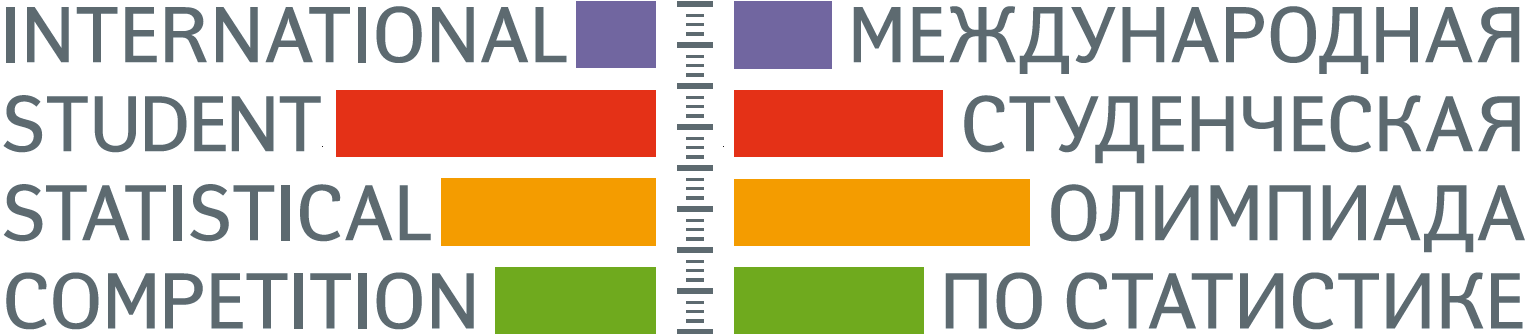 INTERNATIONAL
STUDENT
STATISTICAL
COMPETITION
МЕЖДУНАРОДНАЯ
СТУДЕНЧЕСКАЯ
ОЛИМПИАДА
ПО СТАТИСТИКЕ